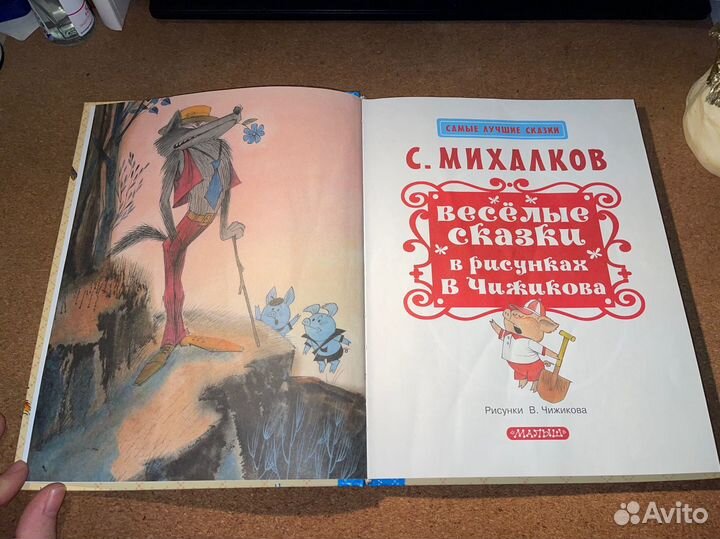 САМЫЕ ЛУЧШИЕ СКАЗКИ
С. МИХАЛКОВ
весёлые
сказки
в рисунках
В Чижикова
Рисунки В. Чижикова
«МАЛЫШ»
Avito